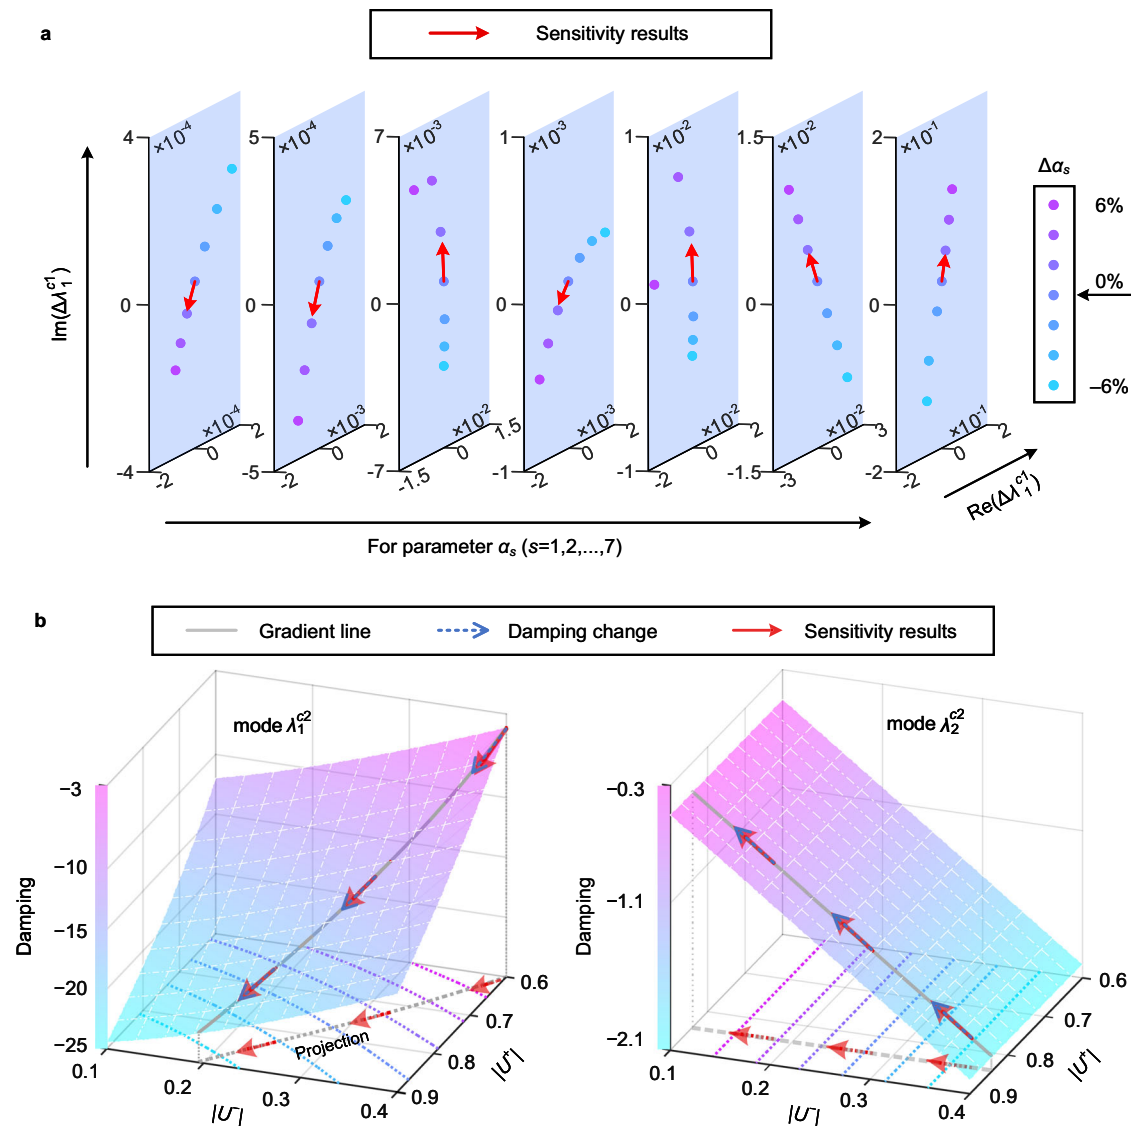 a
Sensitivity results
4 ×10⁻⁴ 5 ×10⁻⁴ 7 ×10⁻³ 1 ×10⁻³ 1 ×10⁻² 1.5 ×10⁻² 2 ×10⁻¹
Im(Δλ₁ᶜ¹)
0 0 0 0 0 0 0
-4 -5 -7 -1 -1 -1.5 -2
×10⁻⁴ ×10⁻³ ×10⁻² ×10⁻³ ×10⁻² ×10⁻² ×10⁻¹
-2 0 2 -2 0 2 -1.5 0 1.5 -2 0 2 -2 0 2 -3 0 3 -2 0 2
Re(Δλ₁ᶜ¹)
Δαₛ
6%
0%
–6%
For parameter αₛ (s=1,2,...,7)
b
Gradient line
Damping change
Sensitivity results
mode λ₁ᶜ²
Damping
−3
−10
−15
−20
−25
0.1 0.2 0.3 0.4
|U⁻|
0.6
0.7
0.8
0.9
|U⁺|
Projection
mode λ₂ᶜ²
Damping
−0.3
−1.1
−2.1
0.1 0.2 0.3 0.4
|U⁻|
0.6
0.7
0.8
0.9
|U⁺|